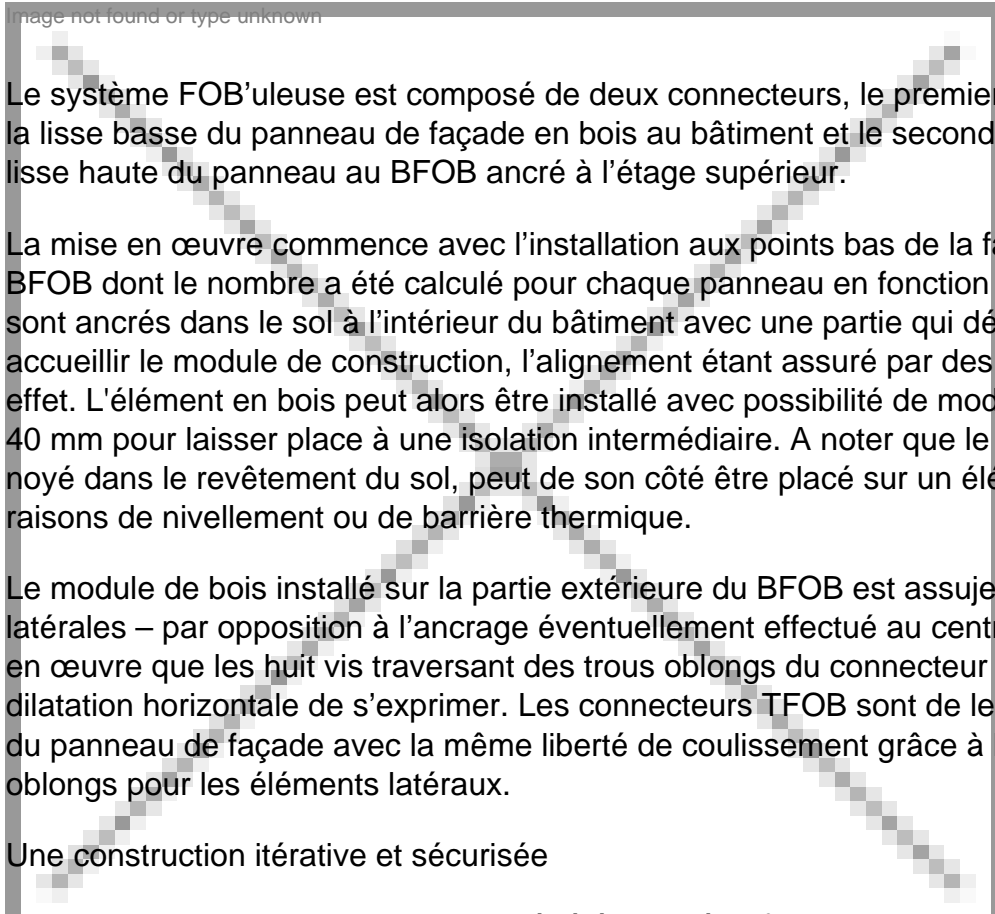 Image not found or type unknown
Le système FOB’uleuse est composé de deux connecteurs, le premier
la lisse basse du panneau de façade en bois au bâtiment et le second
lisse haute du panneau au BFOB ancré à l’étage supérieur.
La mise en œuvre commence avec l’installation aux points bas de la
BFOB dont le nombre a été calculé pour chaque panneau en fonction
sont ancrés dans le sol à l’intérieur du bâtiment avec une partie qui
accueillir le module de construction, l’alignement étant assuré par des
effet. L'élément en bois peut alors être installé avec possibilité de
40 mm pour laisser place à une isolation intermédiaire. A noter que le
noyé dans le revêtement du sol, peut de son côté être placé sur un
raisons de nivellement ou de barrière thermique.
Le module de bois installé sur la partie extérieure du BFOB est
latérales – par opposition à l’ancrage éventuellement effectué au
en œuvre que les huit vis traversant des trous oblongs du connecteur
dilatation horizontale de s’exprimer. Les connecteurs TFOB sont de
du panneau de façade avec la même liberté de coulissement grâce à
oblongs pour les éléments latéraux.
Une construction itérative et sécurisée